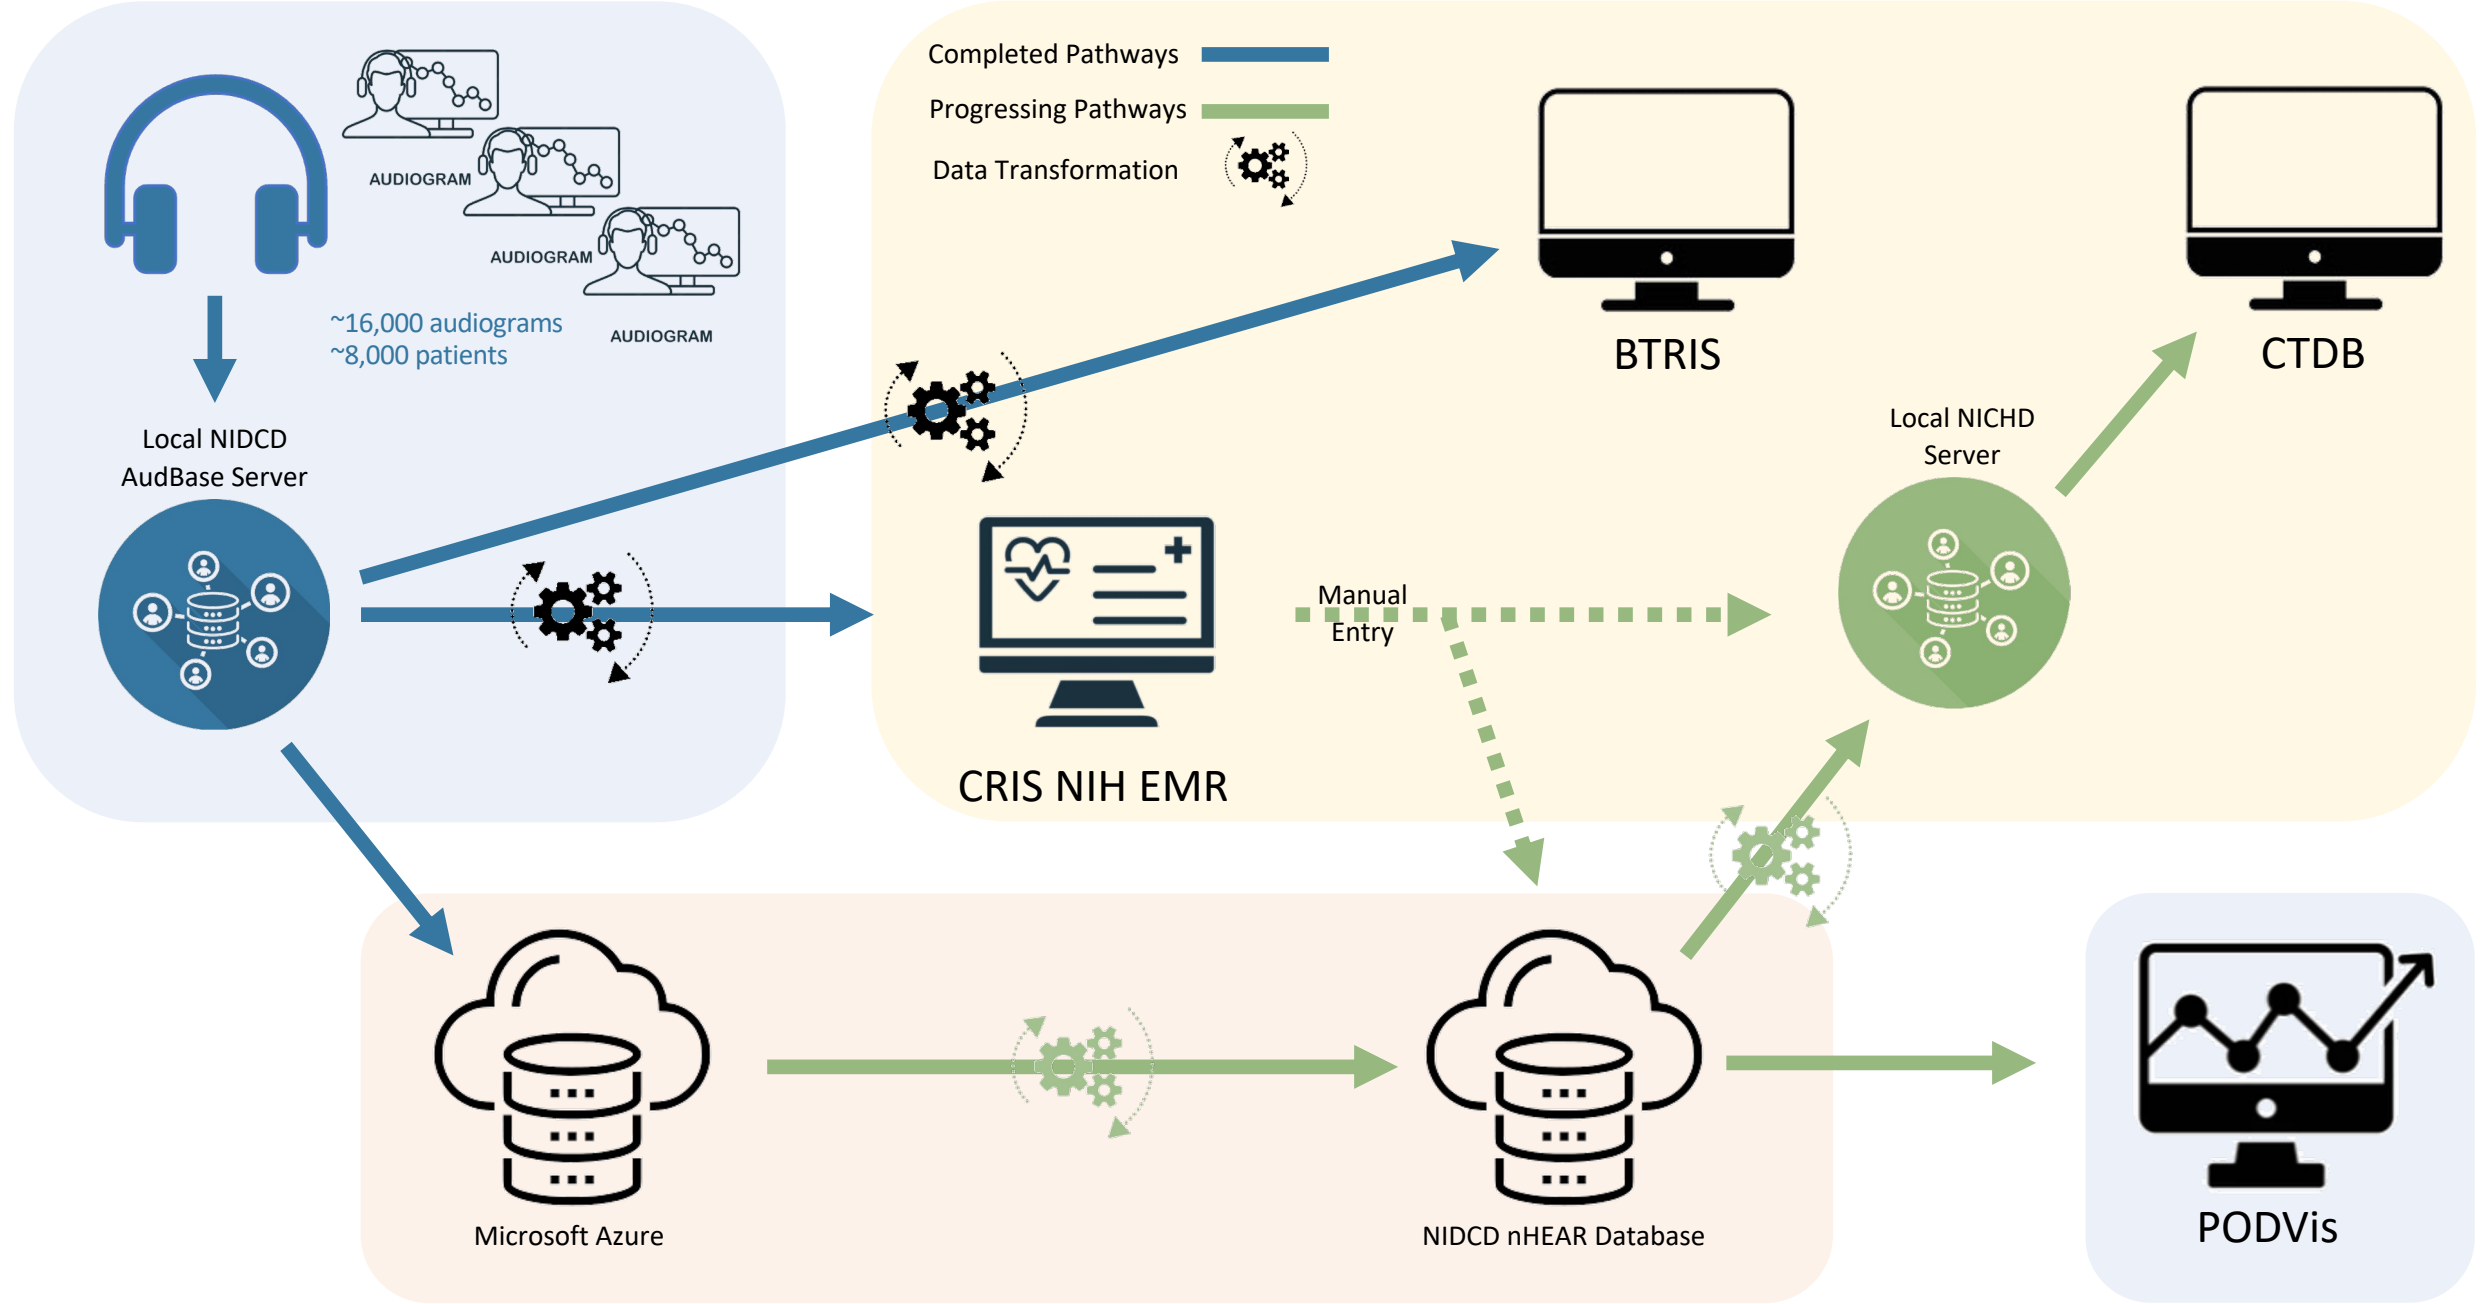 Completed Pathways
Progressing Pathways
Data Transformation
AUDIOGRAM
AUDIOGRAM
AUDIOGRAM
~16,000 audiograms
~8,000 patients
Local NIDCD
AudBase Server
BTRIS
CTDB
Local NICHD
Server
Manual
Entry
CRIS NIH EMR
Microsoft Azure
NIDCD nHEAR Database
PODVis